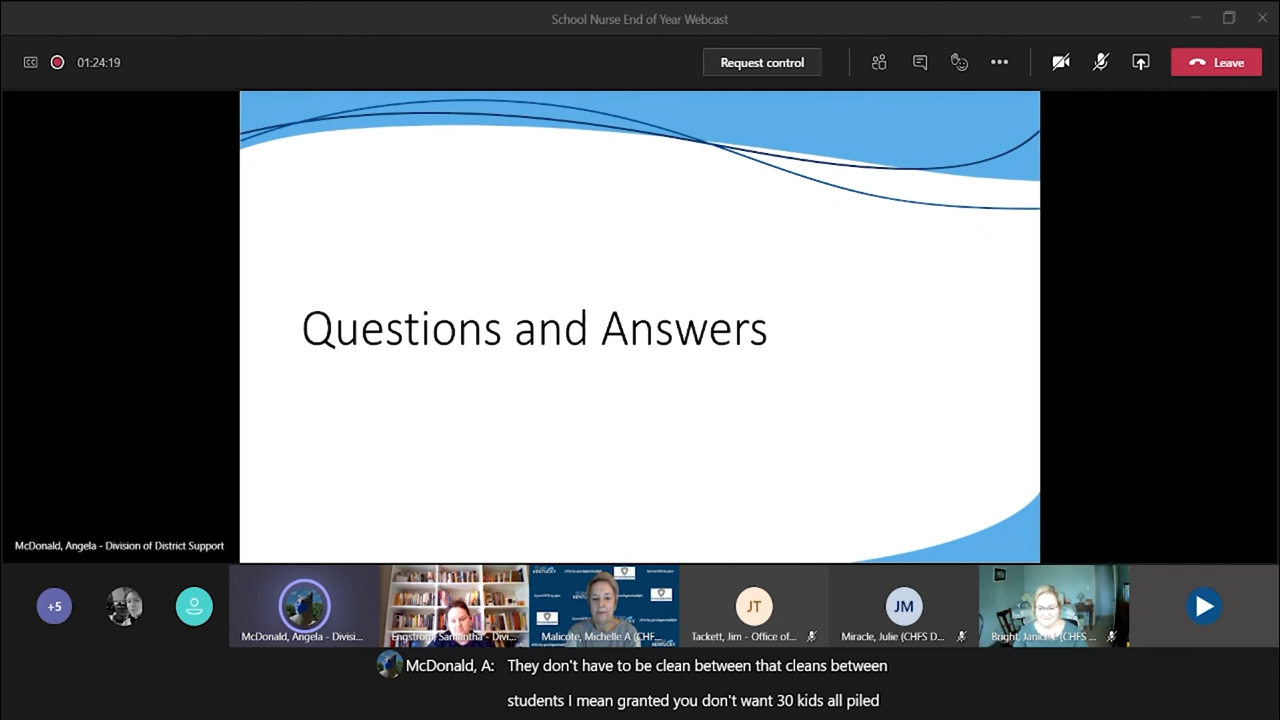 School Nurse End of Year Webcast
CC
01:24:19
Request control
Leave
Questions and Answers
McDonald, Angela - Division of District Support
+5
McDonald, Angela - Divisi...
Engstrom, Samantha - Divi...
Malicote, Michelle A (CHF...
JT
Tackett, Jim - Office of...
JM
Miracle, Julie (CHFS D...
Bright, Janice (CHFS ...
McDonald, A: They don't have to be clean between that cleans between
students I mean granted you don't want 30 kids all piled